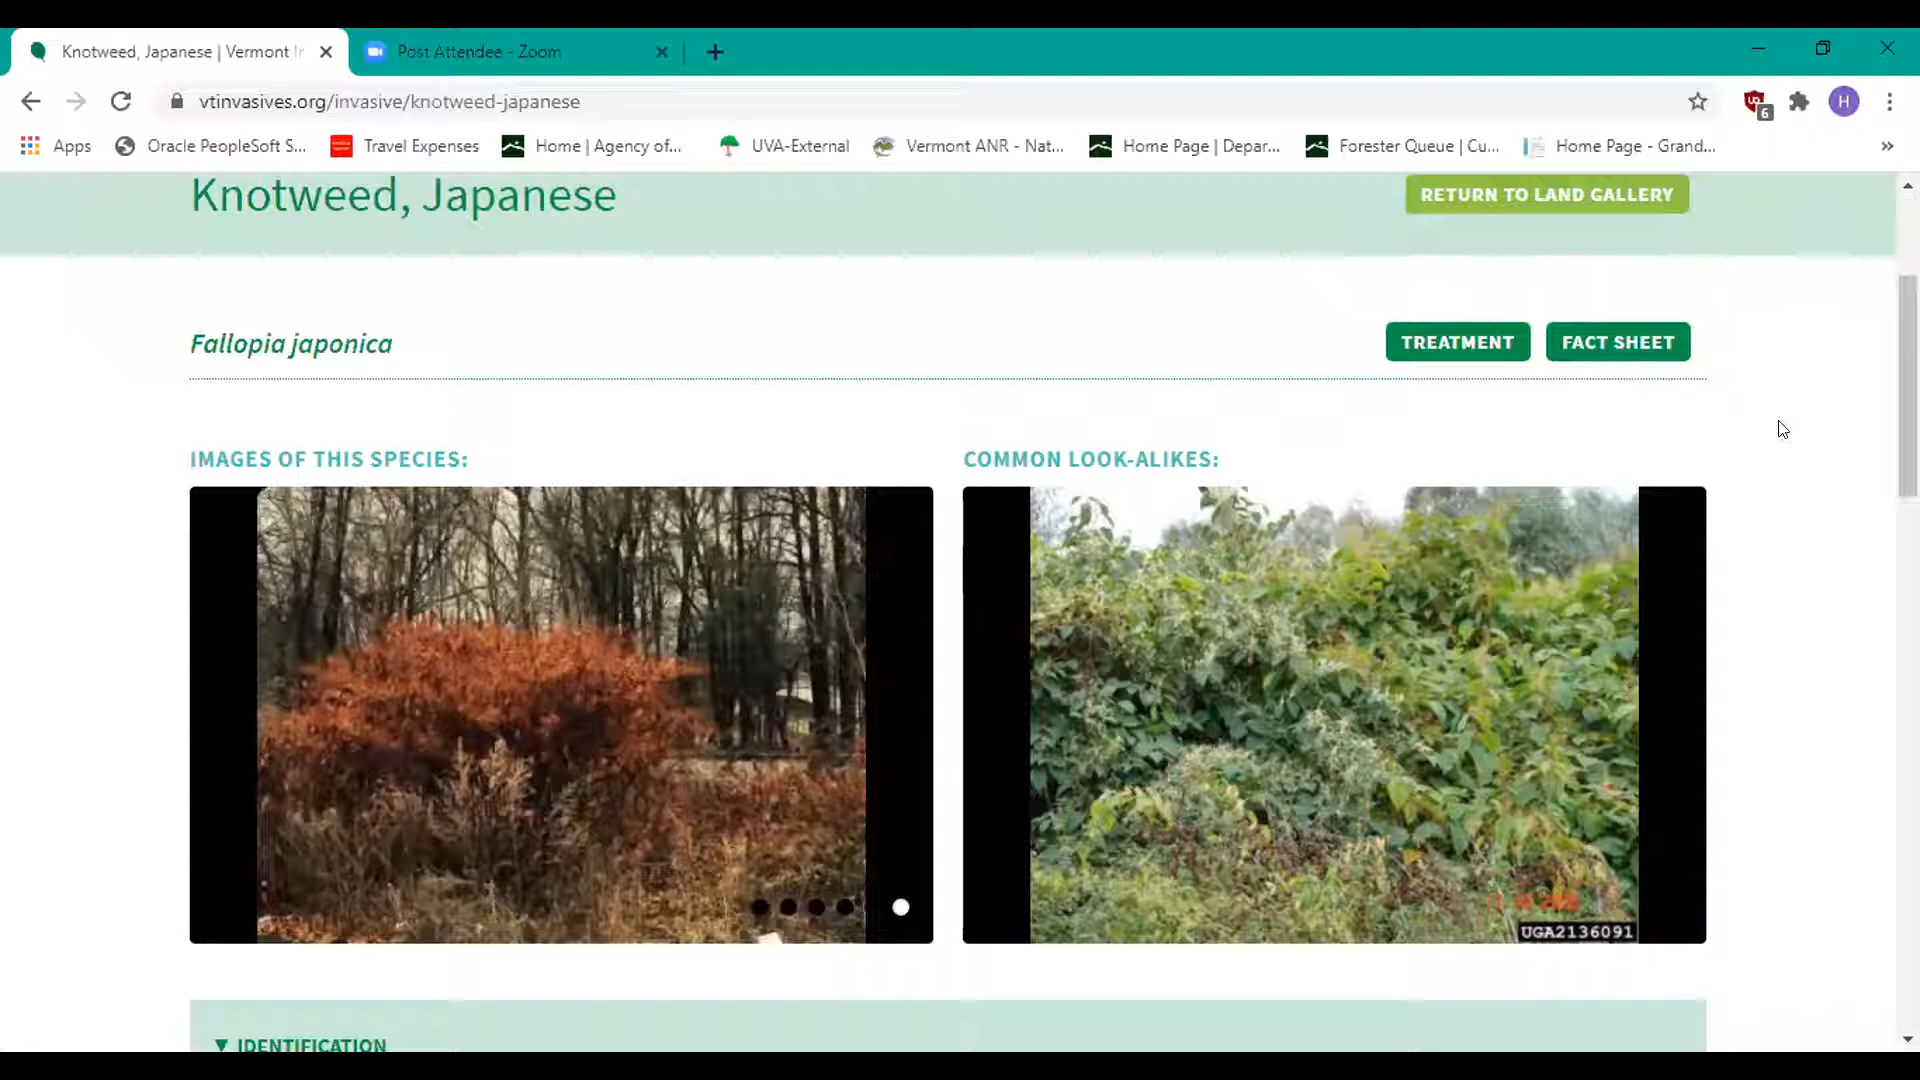 Knotweed, Japanese | Vermont I
Post Attendee - Zoom
vtinvasives.org/invasive/knotweed-japanese
6
H
Apps
Oracle PeopleSoft S...
Travel Expenses
Home | Agency of...
UVA-External
Vermont ANR - Nat...
Home Page | Depar...
Forester Queue | Cu...
Home Page - Grand...
Knotweed, Japanese
RETURN TO LAND GALLERY
Fallopia japonica
TREATMENT
FACT SHEET
IMAGES OF THIS SPECIES:
COMMON LOOK-ALIKES:
UGA2136091
▼ IDENTIFICATION